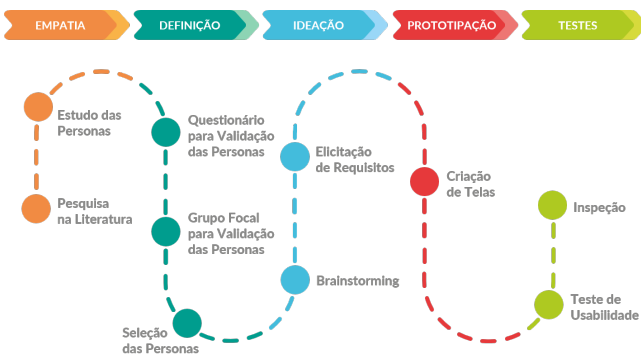 EMPATIA
DEFINIÇÃO
IDEAÇÃO
PROTOTIPAÇÃO
TESTES
Estudo das
Personas
Pesquisa
na Literatura
Questionário
para Validação
das Personas
Grupo Focal
para Validação
das Personas
Seleção
das Personas
Elicitação
de Requisitos
Brainstorming
Criação
de Telas
Inspeção
Teste de
Usabilidade